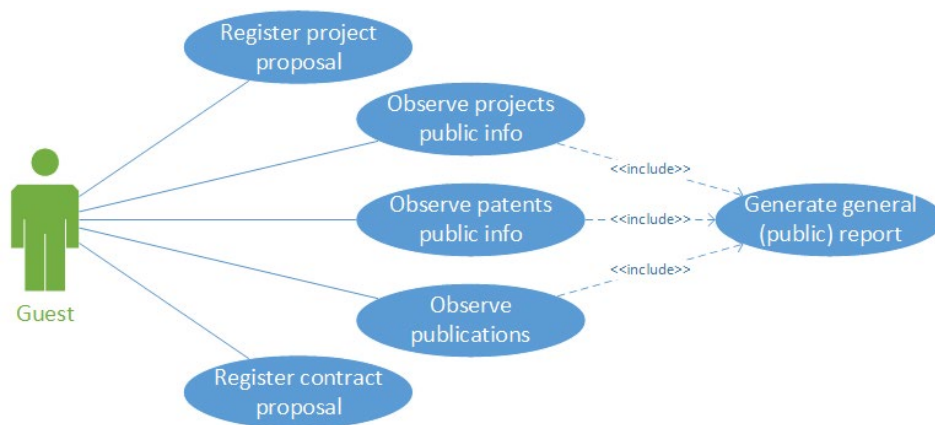 Register project
proposal
Observe projects
public info
<<include>>
Observe patents
public info
<<include>>
Generate general
(public) report
<<include>>
Guest
Observe
publications
Register contract
proposal